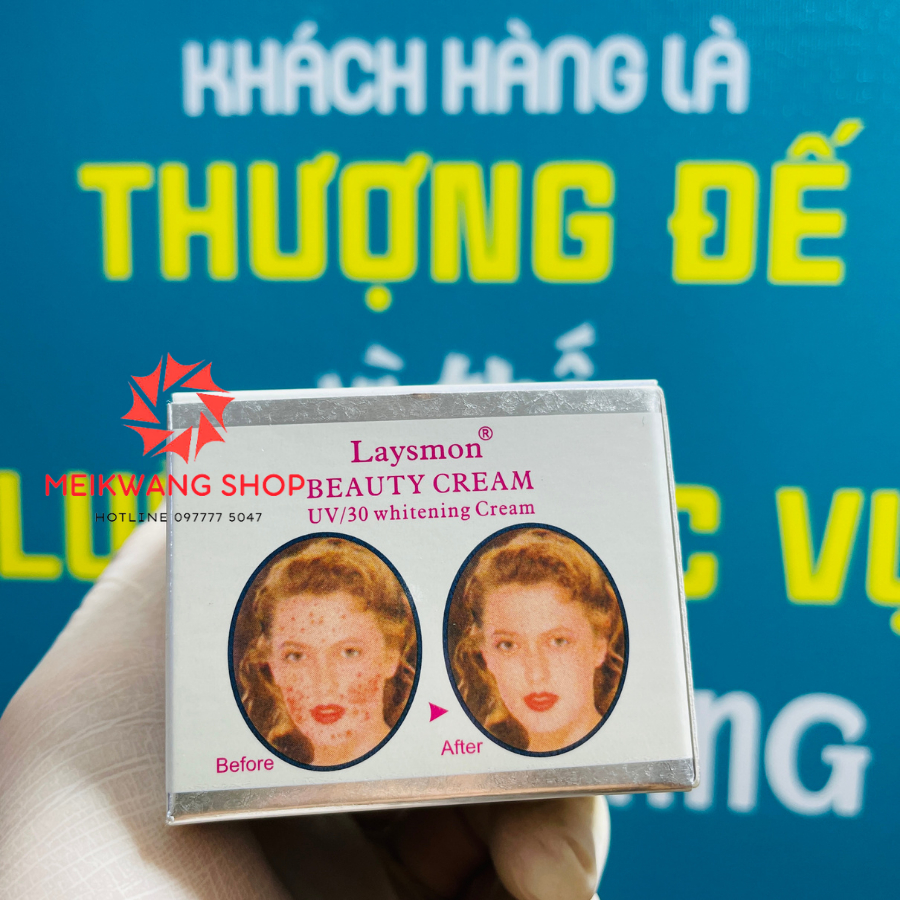 KHÁCH HÀNG LÀ
THƯỢNG ĐẾ
MEIKWANG SHOP
HOTLINE 097777 5047
Laysmon®
BEAUTY CREAM
UV/30 whitening Cream
Before
After